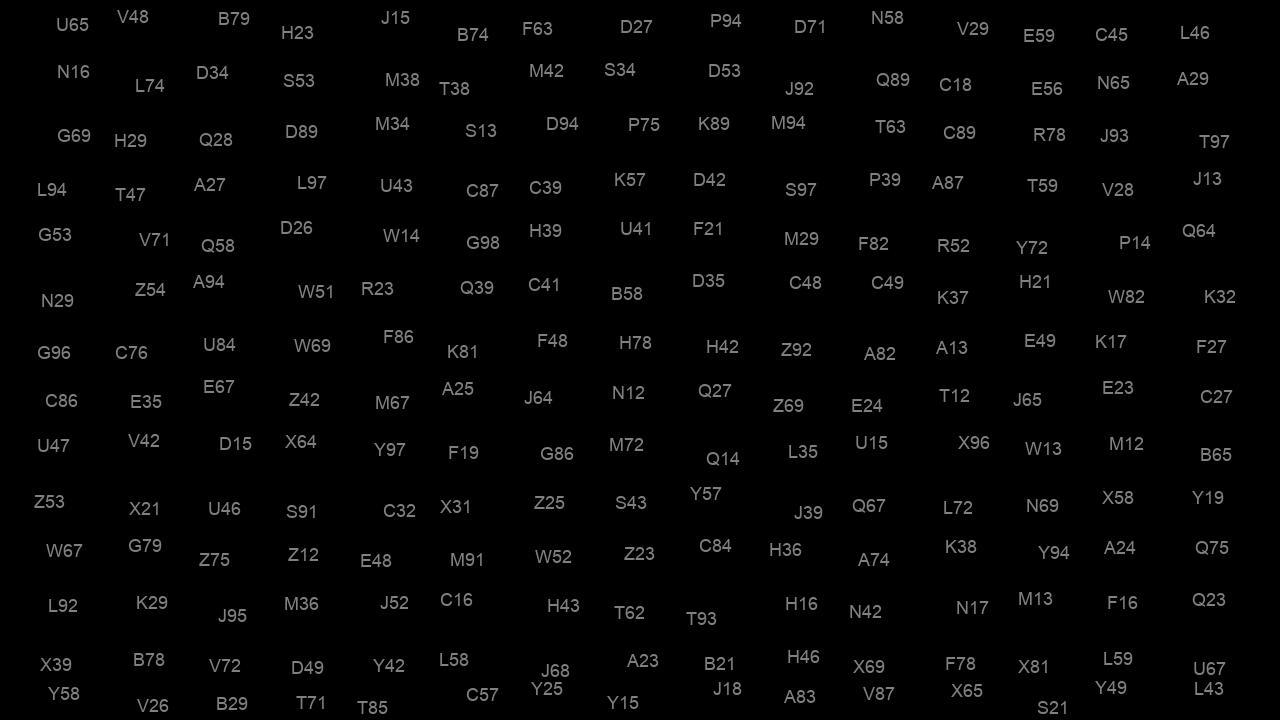 U65 V48 B79 H23 J15 B74 F63 D27 P94 D71 N58 V29 E59 C45 L46
N16 L74 D34 S53 M38 T38 M42 S34 D53 J92 Q89 C18 E56 N65 A29
G69 H29 Q28 D89 M34 S13 D94 P75 K89 M94 T63 C89 R78 J93 T97
L94 T47 A27 L97 U43 C87 C39 K57 D42 S97 P39 A87 T59 V28 J13
G53 V71 Q58 D26 W14 G98 H39 U41 F21 M29 F82 R52 Y72 P14 Q64
N29 Z54 A94 W51 R23 Q39 C41 B58 D35 C48 C49 K37 H21 W82 K32
G96 C76 U84 W69 F86 K81 F48 H78 H42 Z92 A82 A13 E49 K17 F27
C86 E35 E67 Z42 M67 A25 J64 N12 Q27 Z69 E24 T12 J65 E23 C27
U47 V42 D15 X64 Y97 F19 G86 M72 Q14 L35 U15 X96 W13 M12 B65
Z53 X21 U46 S91 C32 X31 Z25 S43 Y57 J39 Q67 L72 N69 X58 Y19
W67 G79 Z75 Z12 E48 M91 W52 Z23 C84 H36 A74 K38 Y94 A24 Q75
L92 K29 J95 M36 J52 C16 H43 T62 T93 H16 N42 N17 M13 F16 Q23
X39 B78 V72 D49 Y42 L58 J68 A23 B21 H46 X69 F78 X81 L59 U67
Y58 V26 B29 T71 T85 C57 Y25 Y15 J18 A83 V87 X65 S21 Y49 L43